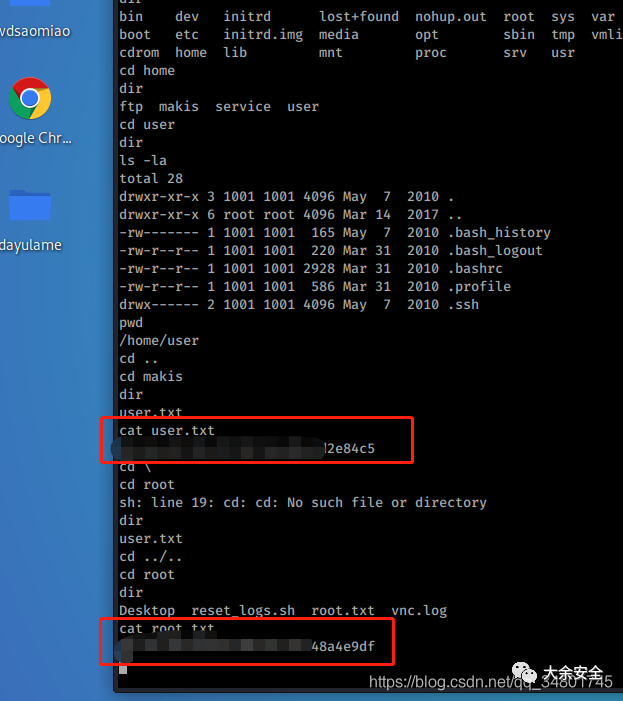 bin dev initrd lost+found nohup.out root sys var
boot etc initrd.img media opt sbin tmp vmli
cdrom home lib mnt proc srv usr
cd home
dir
ftp makis service user
cd user
dir
ls -la
total 28
drwxr-xr-x 3 1001 1001 4096 May 7 2010 .
drwxr-xr-x 6 root root 4096 Mar 14 2017 ..
-rw------- 1 1001 1001 165 May 7 2010 .bash_history
-rw-r--r-- 1 1001 1001 220 Mar 31 2010 .bash_logout
-rw-r--r-- 1 1001 1001 2928 Mar 31 2010 .bashrc
-rw-r--r-- 1 1001 1001 586 Mar 31 2010 .profile
drwx------ 2 1001 1001 4096 May 7 2010 .ssh
pwd
/home/user
cd ..
cd makis
dir
user.txt
cat user.txt
2e84c5
cd \
cd root
sh: line 19: cd: cd: No such file or directory
dir
user.txt
cd ../..
cd root
dir
Desktop reset_logs.sh root.txt vnc.log
cat root.txt
48a4e9df
vdsaomiao
oogle Chr...
dayulame
大余安全
https://blog.csdn.net/qq_34801745